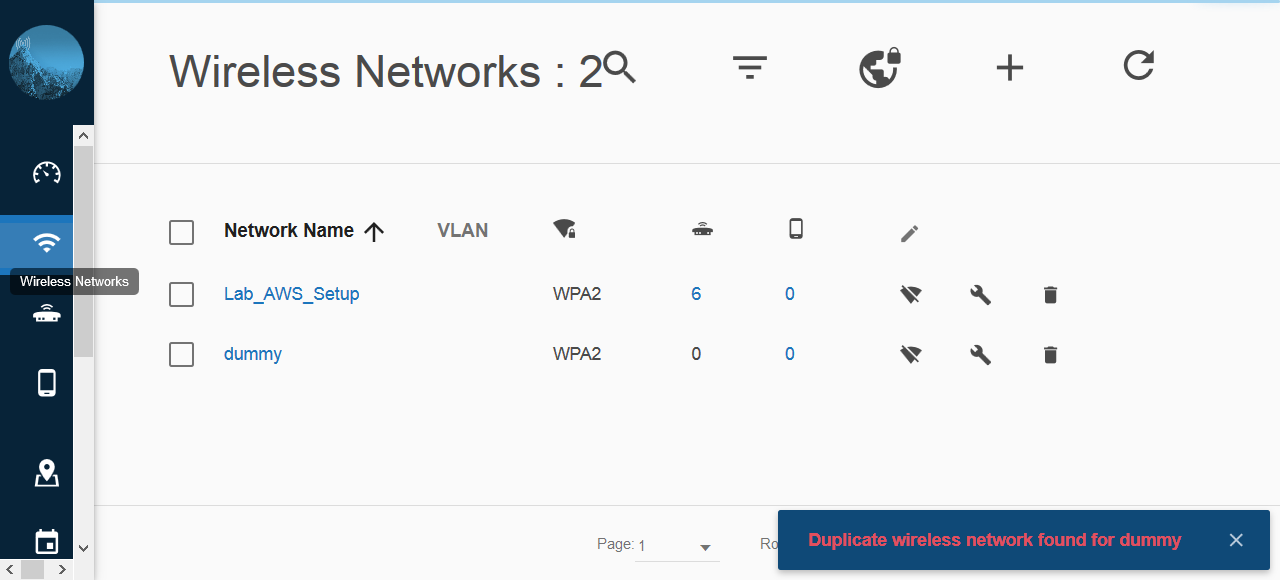 Wireless Networks : 2
Network Name VLAN
Wireless Networks
Lab_AWS_Setup WPA2 6 0
dummy WPA2 0 0
Page: 1 Ro
Duplicate wireless network found for dummy